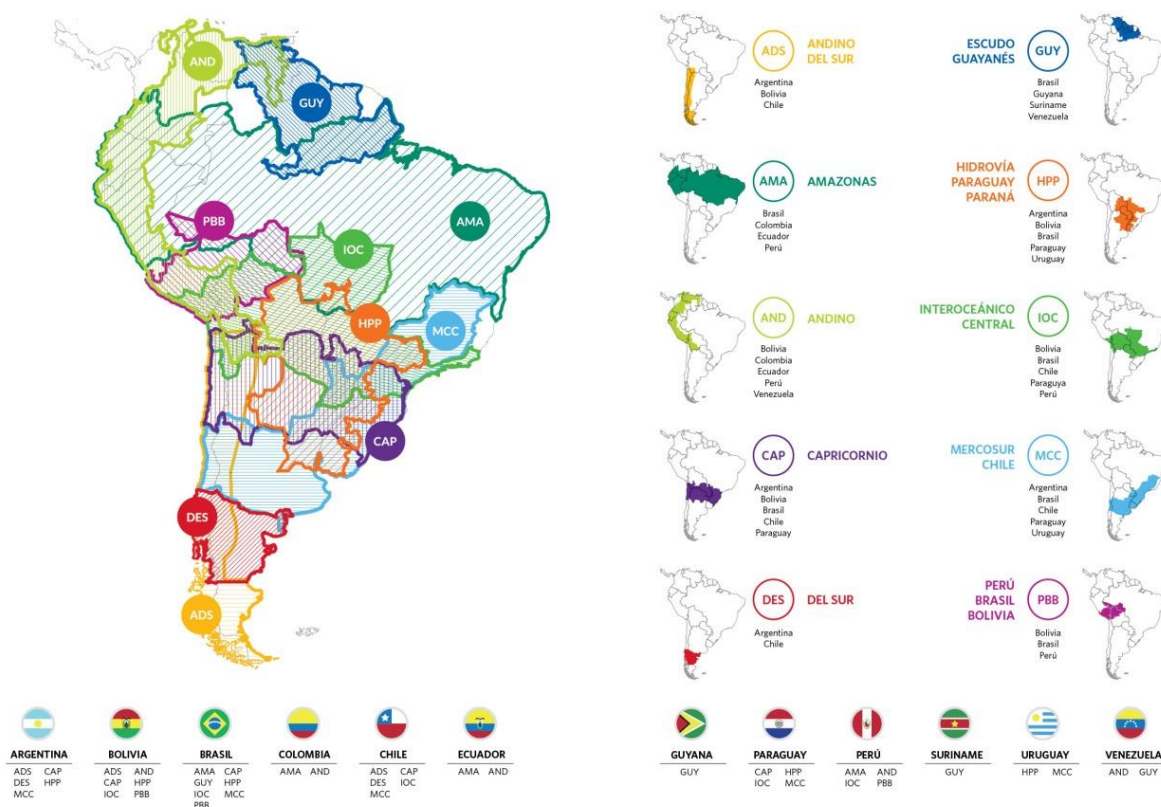 AND
GUY
PBB
AMA
IOC
HPP
MCC
CAP
DES
ADS
ADS
ANDINO
DEL SUR
Argentina
Bolivia
Chile
ESCUDO
GUAYANÉS
GUY
Brasil
Guyana
Suriname
Venezuela
AMA
AMAZONAS
Brasil
Colombia
Ecuador
Perú
HIDROVÍA
PARAGUAY
PARANÁ
HPP
Argentina
Bolivia
Brasil
Paraguay
Uruguay
AND
ANDINO
Bolivia
Colombia
Ecuador
Perú
Venezuela
INTEROCEÁNICO
CENTRAL
IOC
Bolivia
Brasil
Chile
Paraguya
Perú
CAP
CAPRICORNIO
Argentina
Bolivia
Brasil
Chile
Paraguay
MERCOSUR
CHILE
MCC
Argentina
Brasil
Chile
Paraguay
Uruguay
DES
DEL SUR
Argentina
Chile
PERÚ
BRASIL
BOLIVIA
PBB
Bolivia
Brasil
Perú
ARGENTINA
ADS CAP
DES HPP
MCC
BOLIVIA
ADS AND
CAP HPP
IOC PBB
BRASIL
AMA CAP
GUY HPP
IOC MCC
PBB
COLOMBIA
AMA AND
CHILE
ADS CAP
DES IOC
MCC
ECUADOR
AMA AND
GUYANA
GUY
PARAGUAY
CAP HPP
IOC MCC
PERÚ
AMA AND
IOC PBB
SURINAME
GUY
URUGUAY
HPP MCC
VENEZUELA
AND GUY